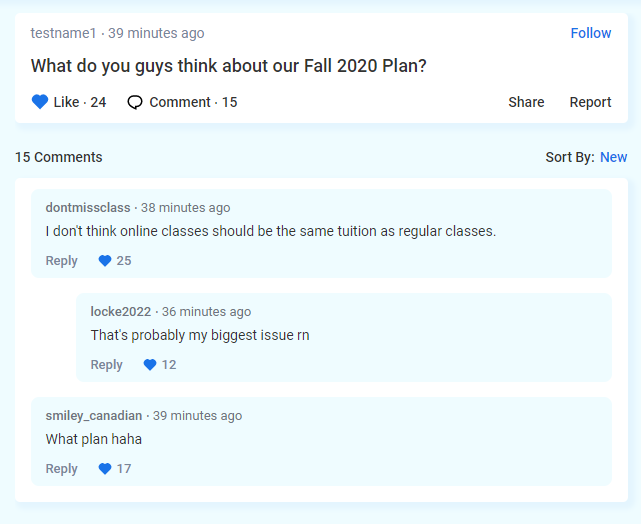 testname1 · 39 minutes ago Follow
What do you guys think about our Fall 2020 Plan?
Like · 24 Comment · 15 Share Report
15 Comments Sort By: New
dontmissclass · 38 minutes ago
I don't think online classes should be the same tuition as regular classes.
Reply 25
locke2022 · 36 minutes ago
That's probably my biggest issue rn
Reply 12
smiley_canadian · 39 minutes ago
What plan haha
Reply 17